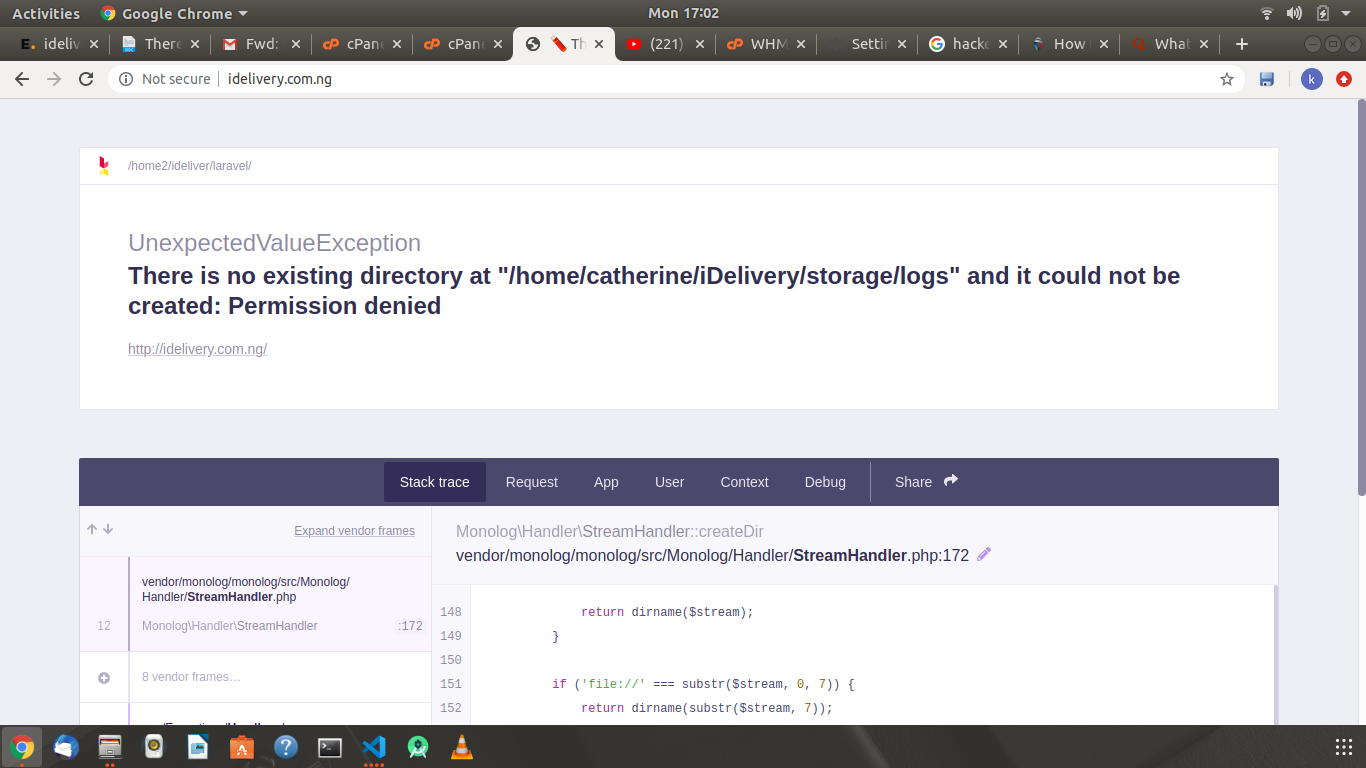 Activities
Google Chrome
Mon 17:02
ideliv
There
Fwd:
cPane
cPane
Th
(221)
WHM
Settin
hacke
How
What
Not secure
idelivery.com.ng
k
/home2/ideliver/laravel/
UnexpectedValueException
There is no existing directory at "/home/catherine/iDelivery/storage/logs" and it could not be
created: Permission denied
http://idelivery.com.ng/
Stack trace
Request
App
User
Context
Debug
Share
Expand vendor frames
vendor/monolog/monolog/src/Monolog/
Handler/StreamHandler.php
12 Monolog\Handler\StreamHandler :172
8 vendor frames…
Monolog\Handler\StreamHandler::createDir
vendor/monolog/monolog/src/Monolog/Handler/StreamHandler.php:172
148 return dirname($stream);
149 }
150
151 if ('file://' === substr($stream, 0, 7)) {
152 return dirname(substr($stream, 7));